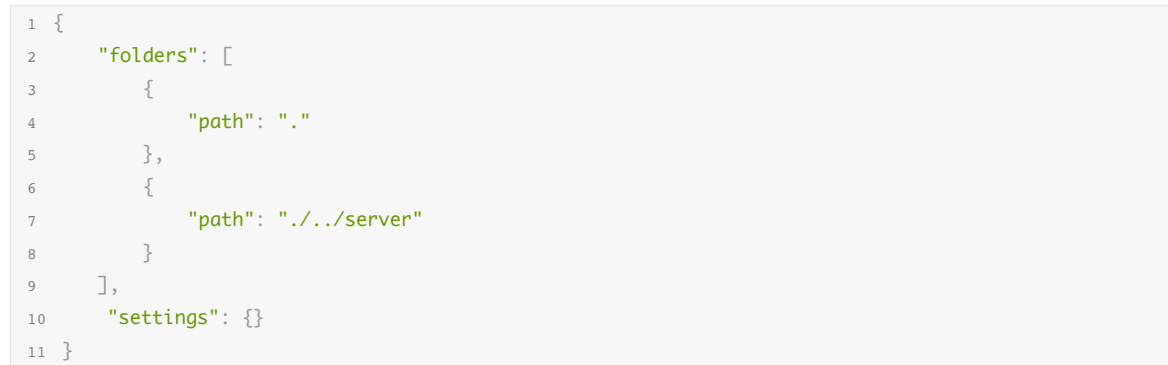 1 {
2     "folders": [
3         {
4             "path": "."
5         },
6         {
7             "path": "./../server"
8         }
9     ],
10      "settings": {}
11 }